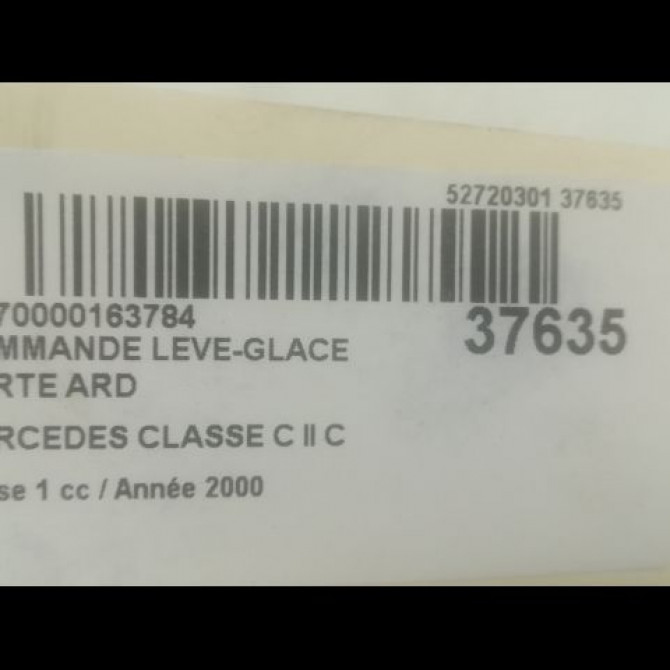 52720301 37635
70000163784
37635
MMANDE LEVE-GLACE
RTE ARD
RCEDES CLASSE C II C
se 1 cc / Année 2000